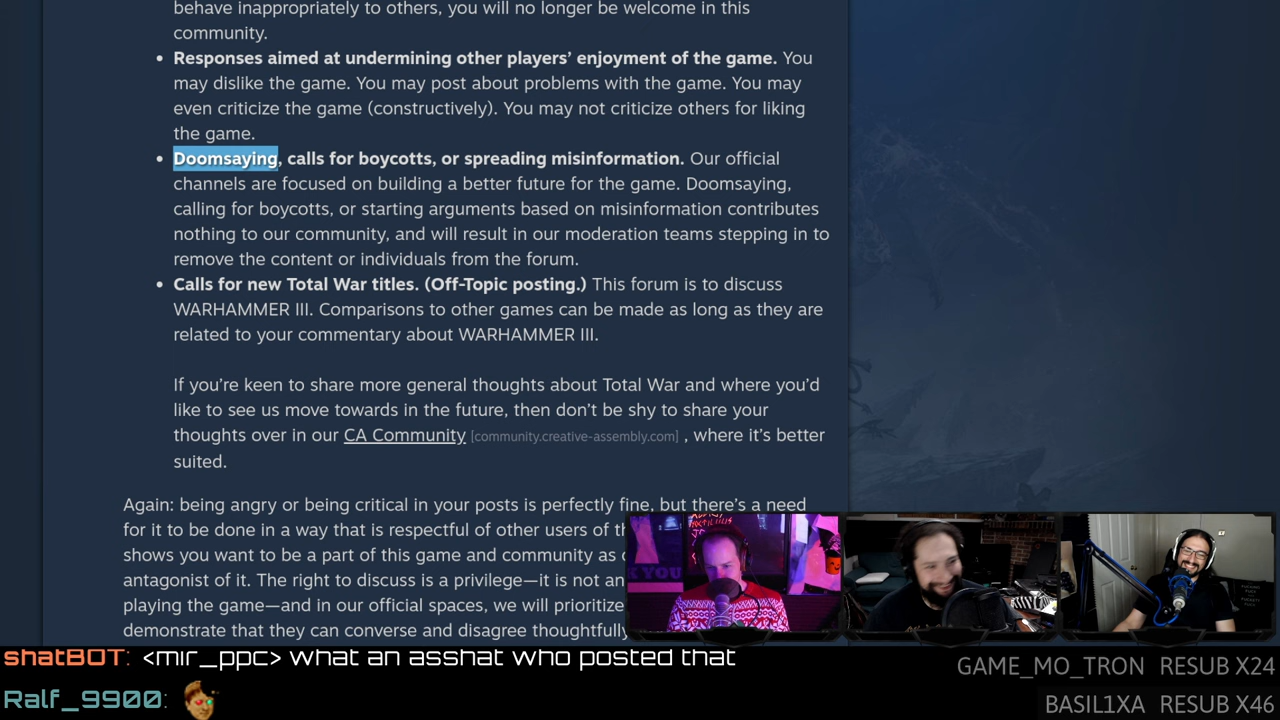 behave inappropriately to others, you will no longer be welcome in this
community.
• Responses aimed at undermining other players’ enjoyment of the game. You
may dislike the game. You may post about problems with the game. You may
even criticize the game (constructively). You may not criticize others for liking
the game.
• Doomsaying, calls for boycotts, or spreading misinformation. Our official
channels are focused on building a better future for the game. Doomsaying,
calling for boycotts, or starting arguments based on misinformation contributes
nothing to our community, and will result in our moderation teams stepping in to
remove the content or individuals from the forum.
• Calls for new Total War titles. (Off-Topic posting.) This forum is to discuss
WARHAMMER III. Comparisons to other games can be made as long as they are
related to your commentary about WARHAMMER III.
If you’re keen to share more general thoughts about Total War and where you’d
like to see us move towards in the future, then don’t be shy to share your
thoughts over in our CA Community [community.creative-assembly.com] , where it’s better
suited.
Again: being angry or being critical in your posts is perfectly fine, but there’s a need
for it to be done in a way that is respectful of other users of
shows you want to be a part of this game and community as
antagonist of it. The right to discuss is a privilege—it is not an
playing the game—and in our official spaces, we will prioritize
demonstrate that they can converse and disagree thoughtfully
shatBOT: <mir_ppc> what an asshat who posted that
Ralf_9900:
GAME_MO_TRON RESUB X24
BASIL1XA RESUB X46